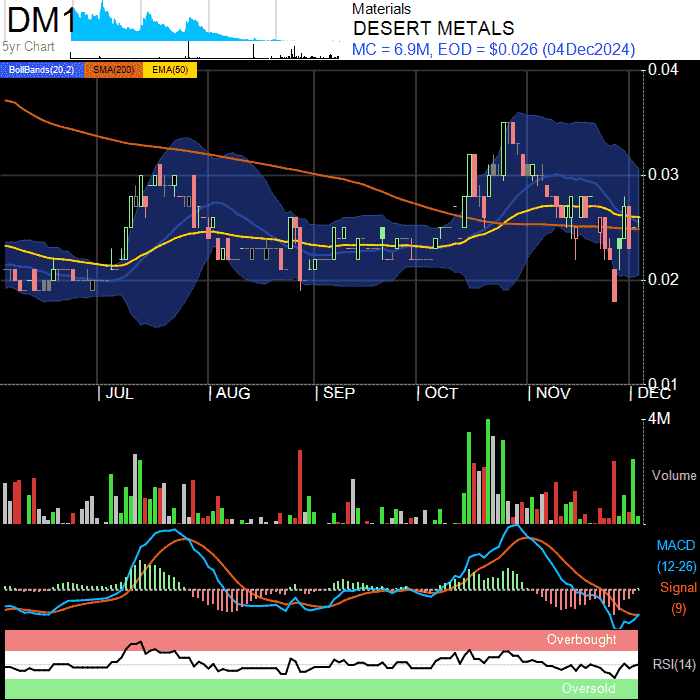 DM1
5yr Chart
Materials
DESERT METALS
MC = 6.9M, EOD = $0.026 (04Dec2024)
BollBands(20,2) SMA(200) EMA(50)
0.04
0.03
0.02
0.01
JUL AUG SEP OCT NOV DEC
4M
Volume
MACD
(12-26)
Signal
(9)
Overbought
RSI(14)
Oversold